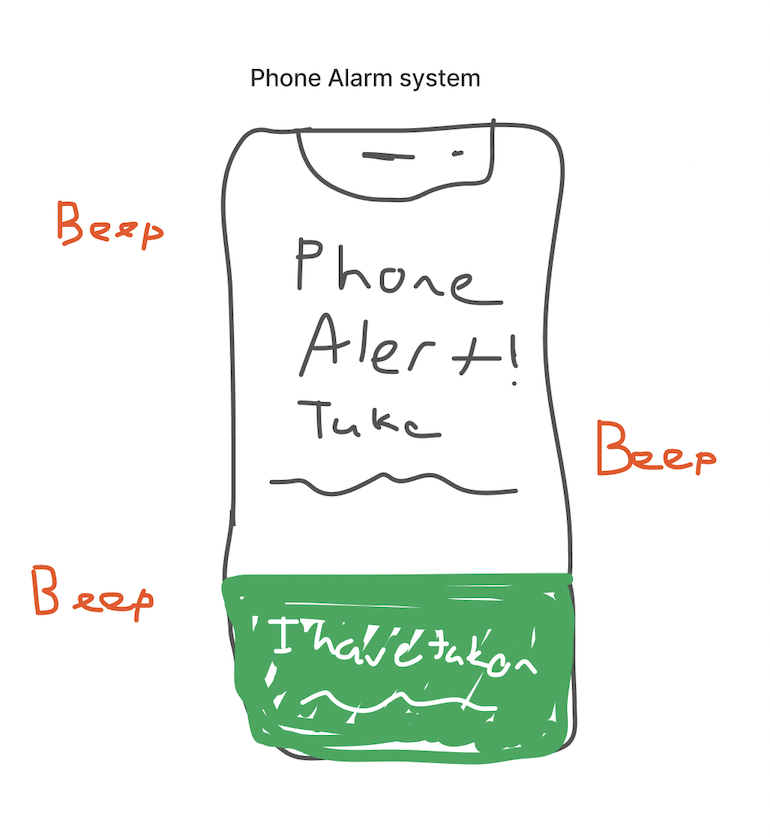 Phone Alarm system
Beep
Phone
Alert!
Take
Beep
Beep
I have taken